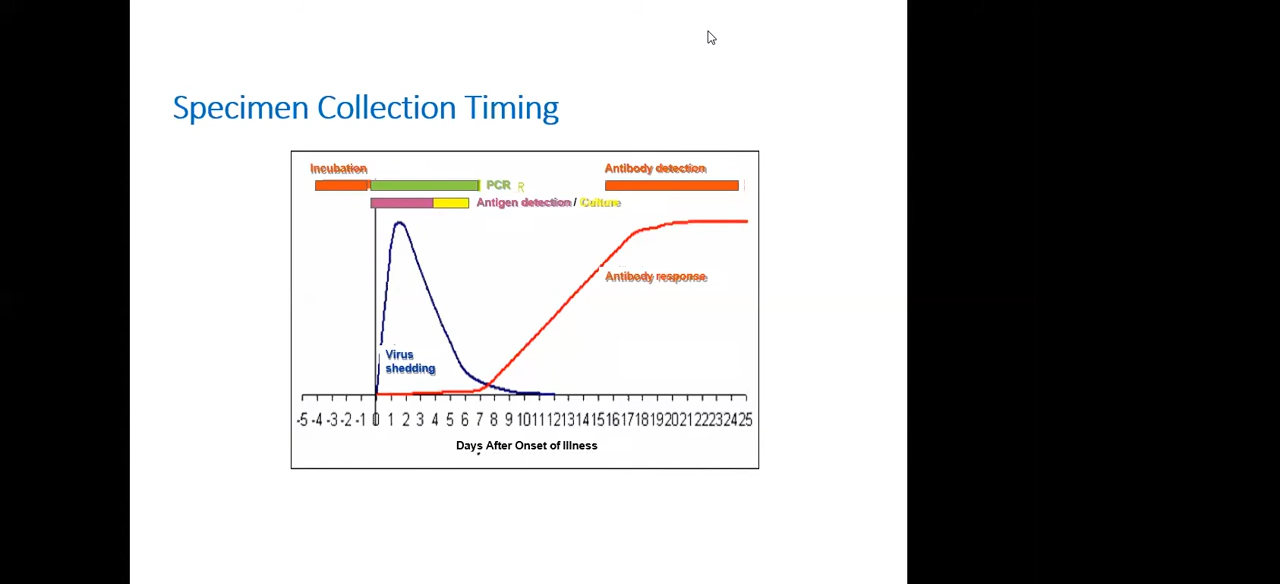 Specimen Collection Timing
Incubation
Antibody detection
PCR R
Antigen detection / Culture
Antibody response
Virus
shedding
-5 -4 -3 -2 -1 0 1 2 3 4 5 6 7 8 9 10 11 12 13 14 15 16 17 18 19 20 21 22 23 24 25
Days After Onset of Illness